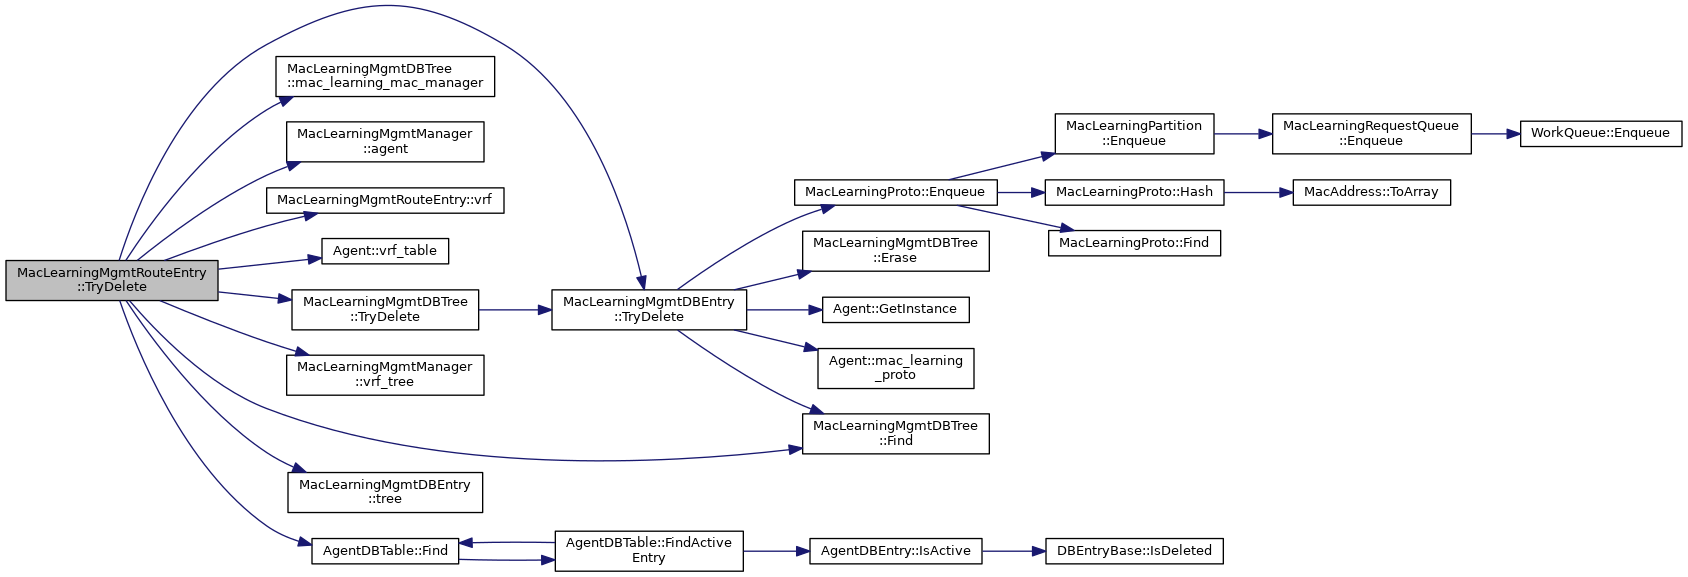 MacLearningMgmtRouteEntry
::TryDelete
MacLearningMgmtDBTree
::mac_learning_mac_manager
MacLearningMgmtManager
::agent
MacLearningMgmtRouteEntry::vrf
Agent::vrf_table
MacLearningMgmtDBTree
::TryDelete
MacLearningMgmtManager
::vrf_tree
MacLearningMgmtDBEntry
::tree
AgentDBTable::Find
MacLearningMgmtDBEntry
::TryDelete
AgentDBTable::FindActive
Entry
MacLearningProto::Enqueue
MacLearningMgmtDBTree
::Erase
Agent::GetInstance
Agent::mac_learning
_proto
MacLearningMgmtDBTree
::Find
AgentDBEntry::IsActive
MacLearningPartition
::Enqueue
MacLearningProto::Hash
MacLearningProto::Find
DBEntryBase::IsDeleted
MacLearningRequestQueue
::Enqueue
MacAddress::ToArray
WorkQueue::Enqueue